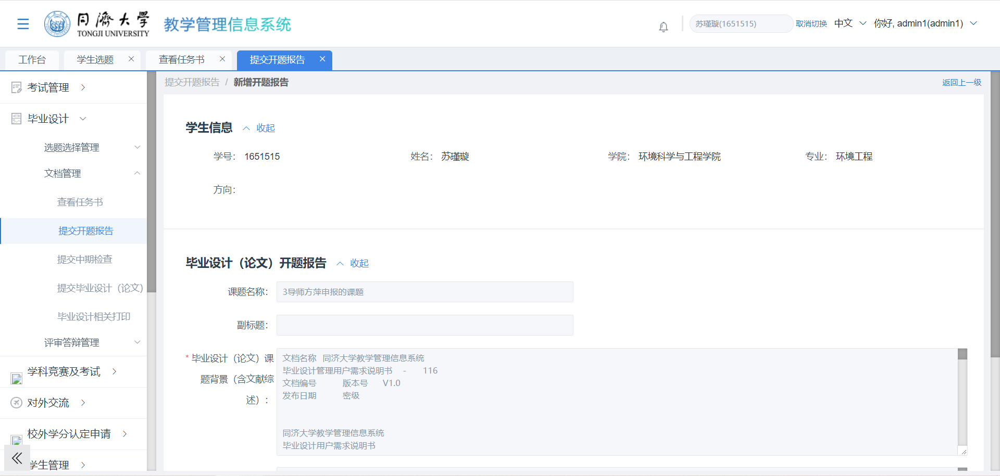 同济大学
TONGJI UNIVERSITY
教学管理信息系统
苏瑾璇(1651515)
取消切换
中文
你好, admin1(admin1)
工作台
学生选题
查看任务书
提交开题报告
考试管理
毕业设计
选题选择管理
文档管理
查看任务书
提交开题报告
提交中期检查
提交毕业设计（论文）
毕业设计相关打印
评审答辩管理
学科竞赛及考试
对外交流
校外学分认定申请
学生管理
提交开题报告 / 新增开题报告
返回上一级
学生信息 收起
学号： 1651515
姓名： 苏瑾璇
学院： 环境科学与工程学院
专业： 环境工程
方向：
毕业设计（论文）开题报告 收起
课题名称： 3导师方萍申报的课题
副标题：
* 毕业设计（论文）课
题背景（含文献综
述）：
文档名称 同济大学教学管理信息系统
毕业设计管理用户需求说明书 - 116
文档编号 版本号 V1.0
发布日期 密级
同济大学教学管理信息系统
毕业设计用户需求说明书